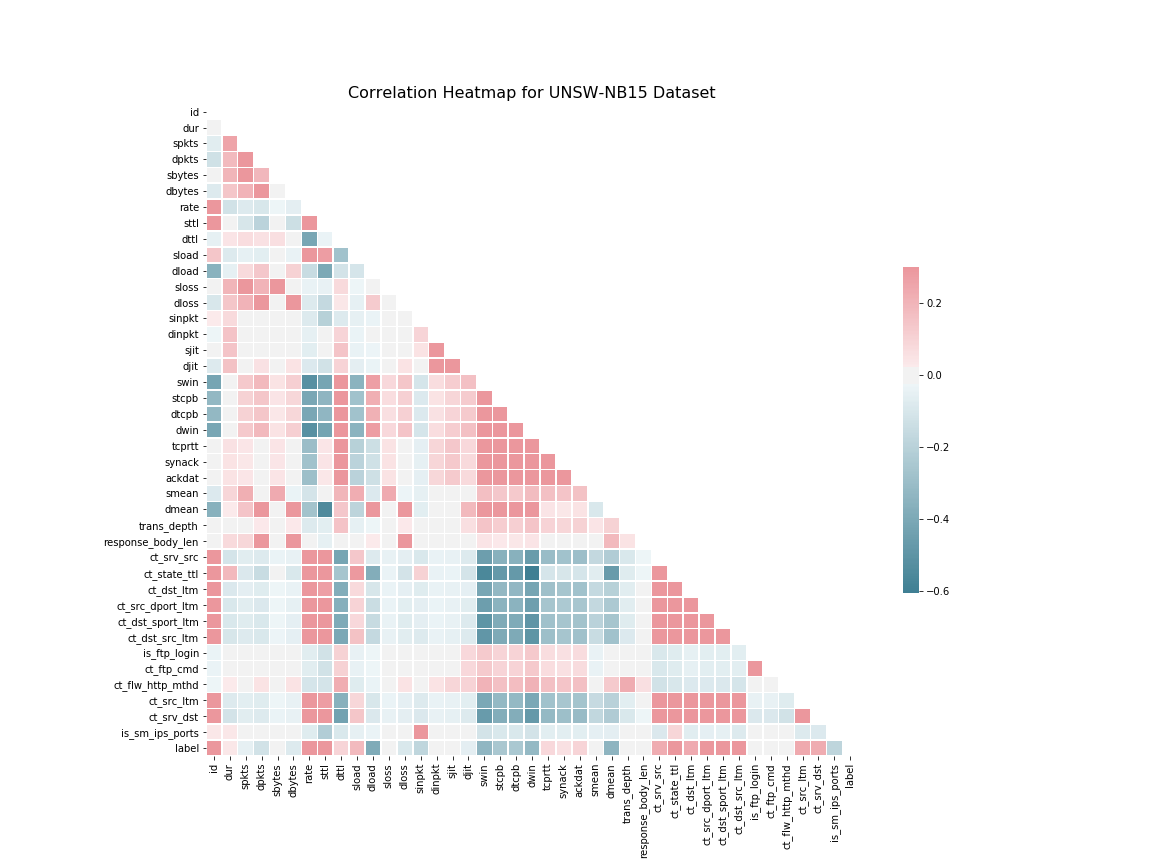 Correlation Heatmap for UNSW-NB15 Dataset
id
dur
spkts
dpkts
sbytes
dbytes
rate
sttl
dttl
sload
dload
sloss
dloss
sinpkt
dinpkt
sjit
djit
swin
stcpb
dtcpb
dwin
tcprtt
synack
ackdat
smean
dmean
trans_depth
response_body_len
ct_srv_src
ct_state_ttl
ct_dst_ltm
ct_src_dport_ltm
ct_dst_sport_ltm
ct_dst_src_ltm
is_ftp_login
ct_ftp_cmd
ct_flw_http_mthd
ct_src_ltm
ct_srv_dst
is_sm_ips_ports
label
id
dur
spkts
dpkts
sbytes
dbytes
rate
sttl
dttl
sload
dload
sloss
dloss
sinpkt
dinpkt
sjit
djit
swin
stcpb
dtcpb
dwin
tcprtt
synack
ackdat
smean
dmean
trans_depth
response_body_len
ct_srv_src
ct_state_ttl
ct_dst_ltm
ct_src_dport_ltm
ct_dst_sport_ltm
ct_dst_src_ltm
is_ftp_login
ct_ftp_cmd
ct_flw_http_mthd
ct_src_ltm
ct_srv_dst
is_sm_ips_ports
label
0.2
0.0
−0.2
−0.4
−0.6